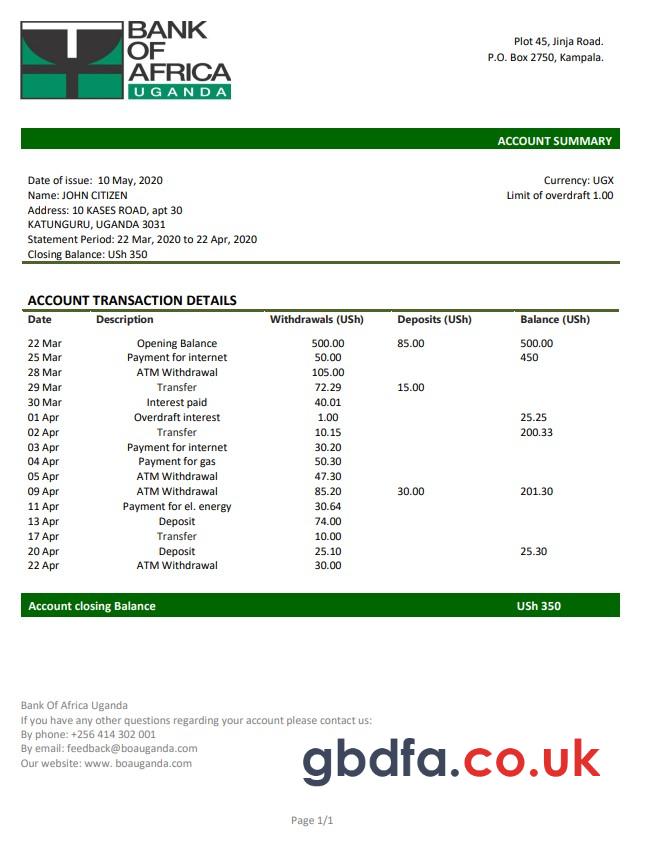 BANK
OF
AFRICA
UGANDA
Plot 45, Jinja Road.
P.O. Box 2750, Kampala.
ACCOUNT SUMMARY
Date of issue:  10 May, 2020
Name: JOHN CITIZEN
Address: 10 KASES ROAD, apt 30
KATUNGURU, UGANDA 3031
Statement Period: 22 Mar, 2020 to 22 Apr, 2020
Closing Balance: USh 350
Currency: UGX
Limit of overdraft 1.00
ACCOUNT TRANSACTION DETAILS
Date Description Withdrawals (USh) Deposits (USh) Balance (USh)
22 Mar Opening Balance 500.00 85.00 500.00
25 Mar Payment for internet 50.00 450
28 Mar ATM Withdrawal 105.00
29 Mar Transfer 72.29 15.00
30 Mar Interest paid 40.01
01 Apr Overdraft interest 1.00 25.25
02 Apr Transfer 10.15 200.33
03 Apr Payment for internet 30.20
04 Apr Payment for gas 50.30
05 Apr ATM Withdrawal 47.30
09 Apr ATM Withdrawal 85.20 30.00 201.30
11 Apr Payment for el. energy 30.64
13 Apr Deposit 74.00
17 Apr Transfer 10.00
20 Apr Deposit 25.10 25.30
22 Apr ATM Withdrawal 30.00
Account closing Balance USh 350
Bank Of Africa Uganda
If you have any other questions regarding your account please contact us:
By phone: +256 414 302 001
By email: feedback@boauganda.com
Our website: www. boauganda.com
gbdfa.co.uk
Page 1/1